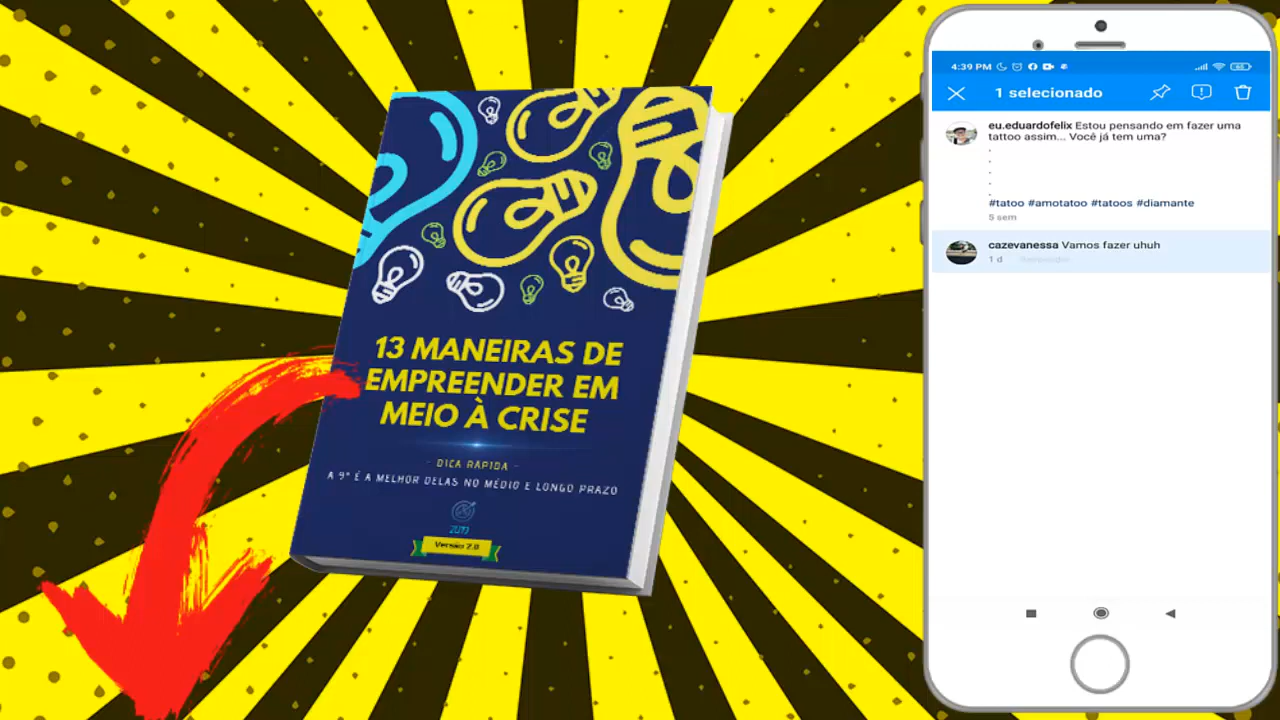 13 MANEIRAS DE
EMPREENDER EM
MEIO À CRISE
- DICA RÁPIDA -
A 9ª É A MELHOR DELAS NO MÉDIO E LONGO PRAZO
Versão 2.0
4:39 PM
1 selecionado
eu.eduardofelix Estou pensando em fazer uma
tattoo assim... Você já tem uma?
.
.
.
.
.
#tatoo #amotatoo #tatoos #diamante
5 sem
cazevanessa Vamos fazer uhuh
1 d Responder